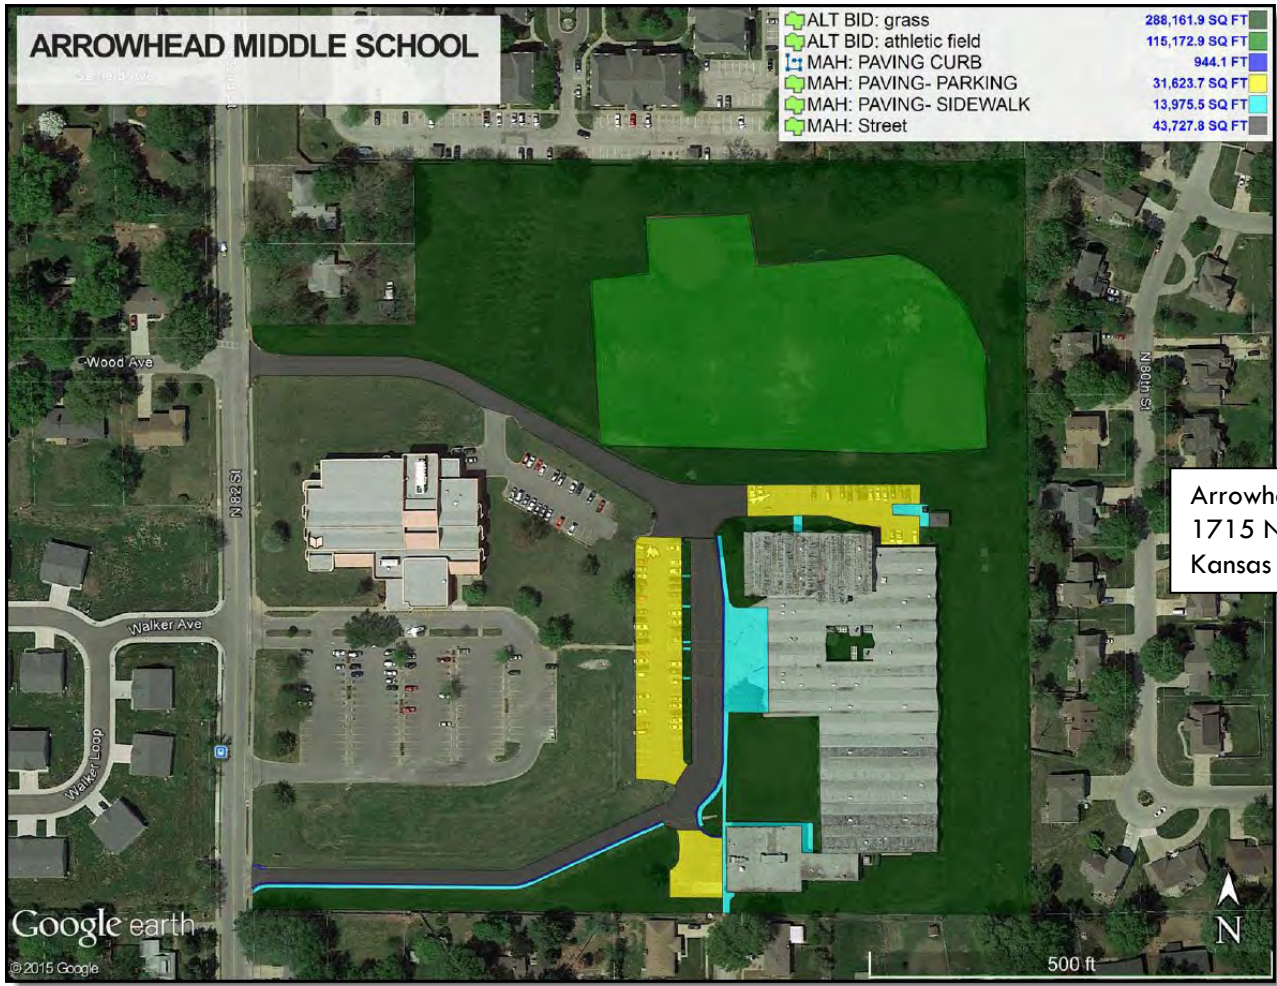 ARROWHEAD MIDDLE SCHOOL
ALT BID: grass 288,161.9 SQ FT
ALT BID: athletic field 115,172.9 SQ FT
MAH: PAVING CURB 944.1 FT
MAH: PAVING- PARKING 31,623.7 SQ FT
MAH: PAVING- SIDEWALK 13,975.5 SQ FT
MAH: Street 43,727.8 SQ FT
Wood Ave
N 80th St
N 82 St
Arrowhe
1715 N
Kansas
Walker Ave
Walker Loop
Google earth
© 2015 Google
N
500 ft